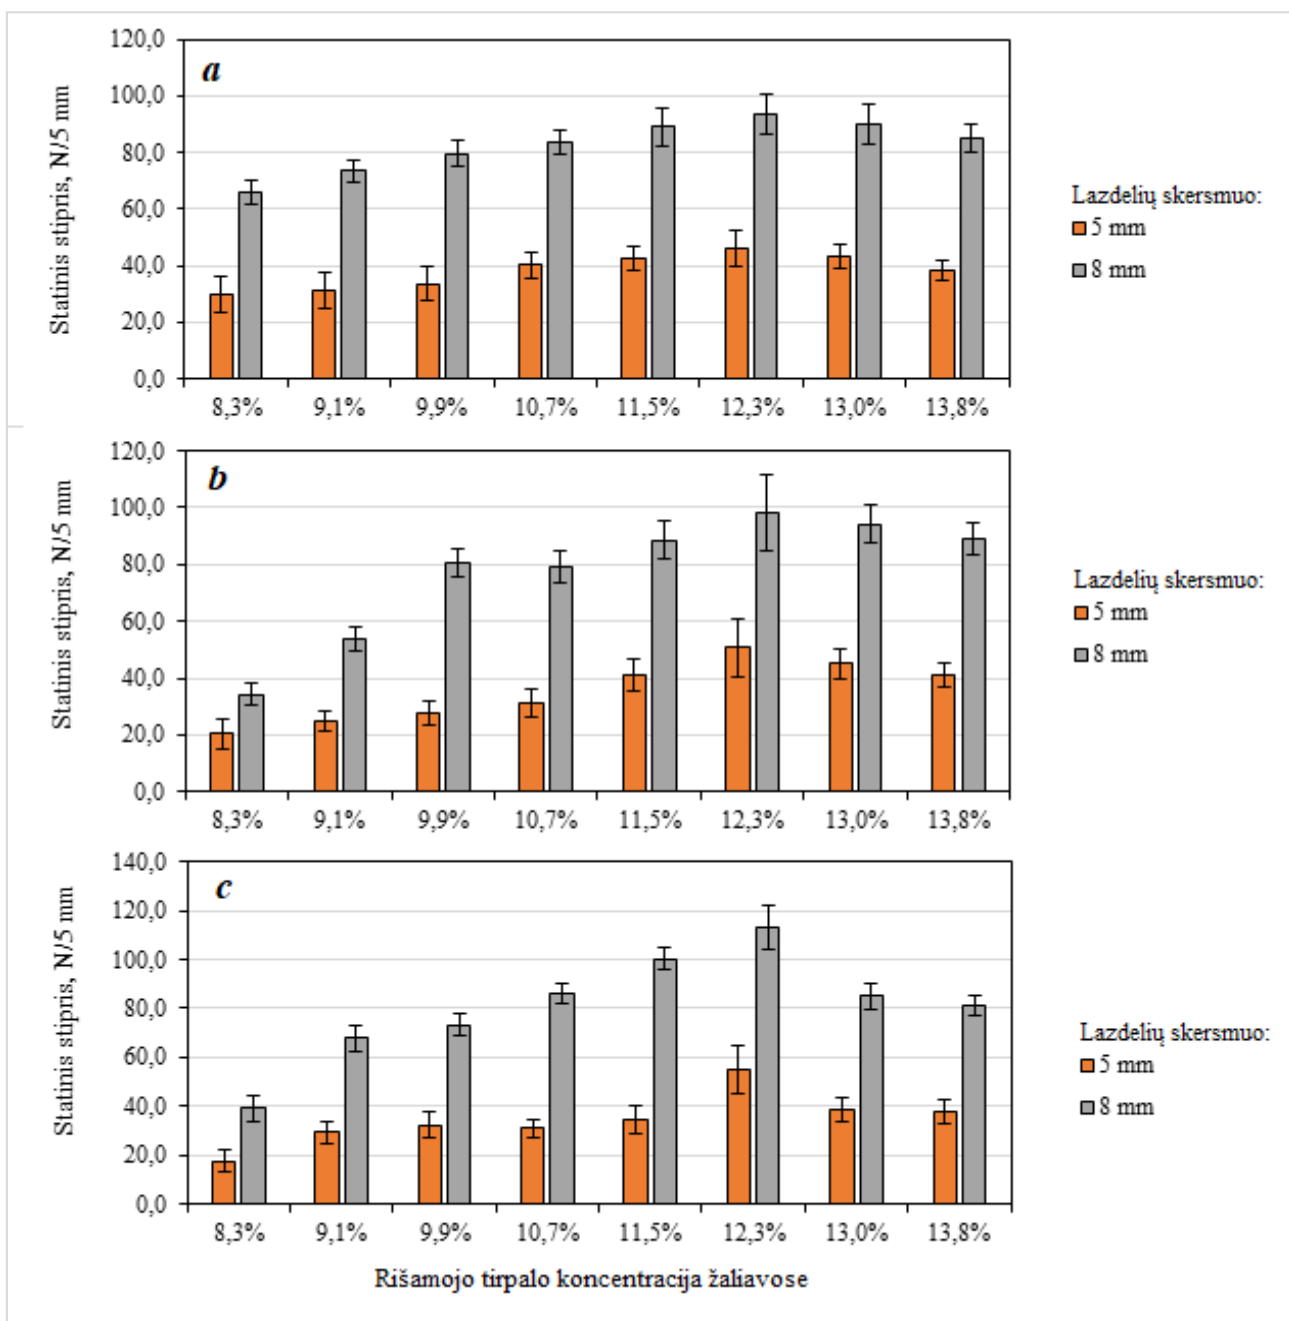 120,0
100,0
80,0
60,0
40,0
20,0
0,0
Statinis stipris, N/5 mm
a
8,3% 9,1% 9,9% 10,7% 11,5% 12,3% 13,0% 13,8%
Lazdelių skersmuo:
5 mm
8 mm
120,0
100,0
80,0
60,0
40,0
20,0
0,0
Statinis stipris, N/5 mm
b
8,3% 9,1% 9,9% 10,7% 11,5% 12,3% 13,0% 13,8%
Lazdelių skersmuo:
5 mm
8 mm
140,0
120,0
100,0
80,0
60,0
40,0
20,0
0,0
Statinis stipris, N/5 mm
c
8,3% 9,1% 9,9% 10,7% 11,5% 12,3% 13,0% 13,8%
Rišamojo tirpalo koncentracija žaliavose
Lazdelių skersmuo:
5 mm
8 mm